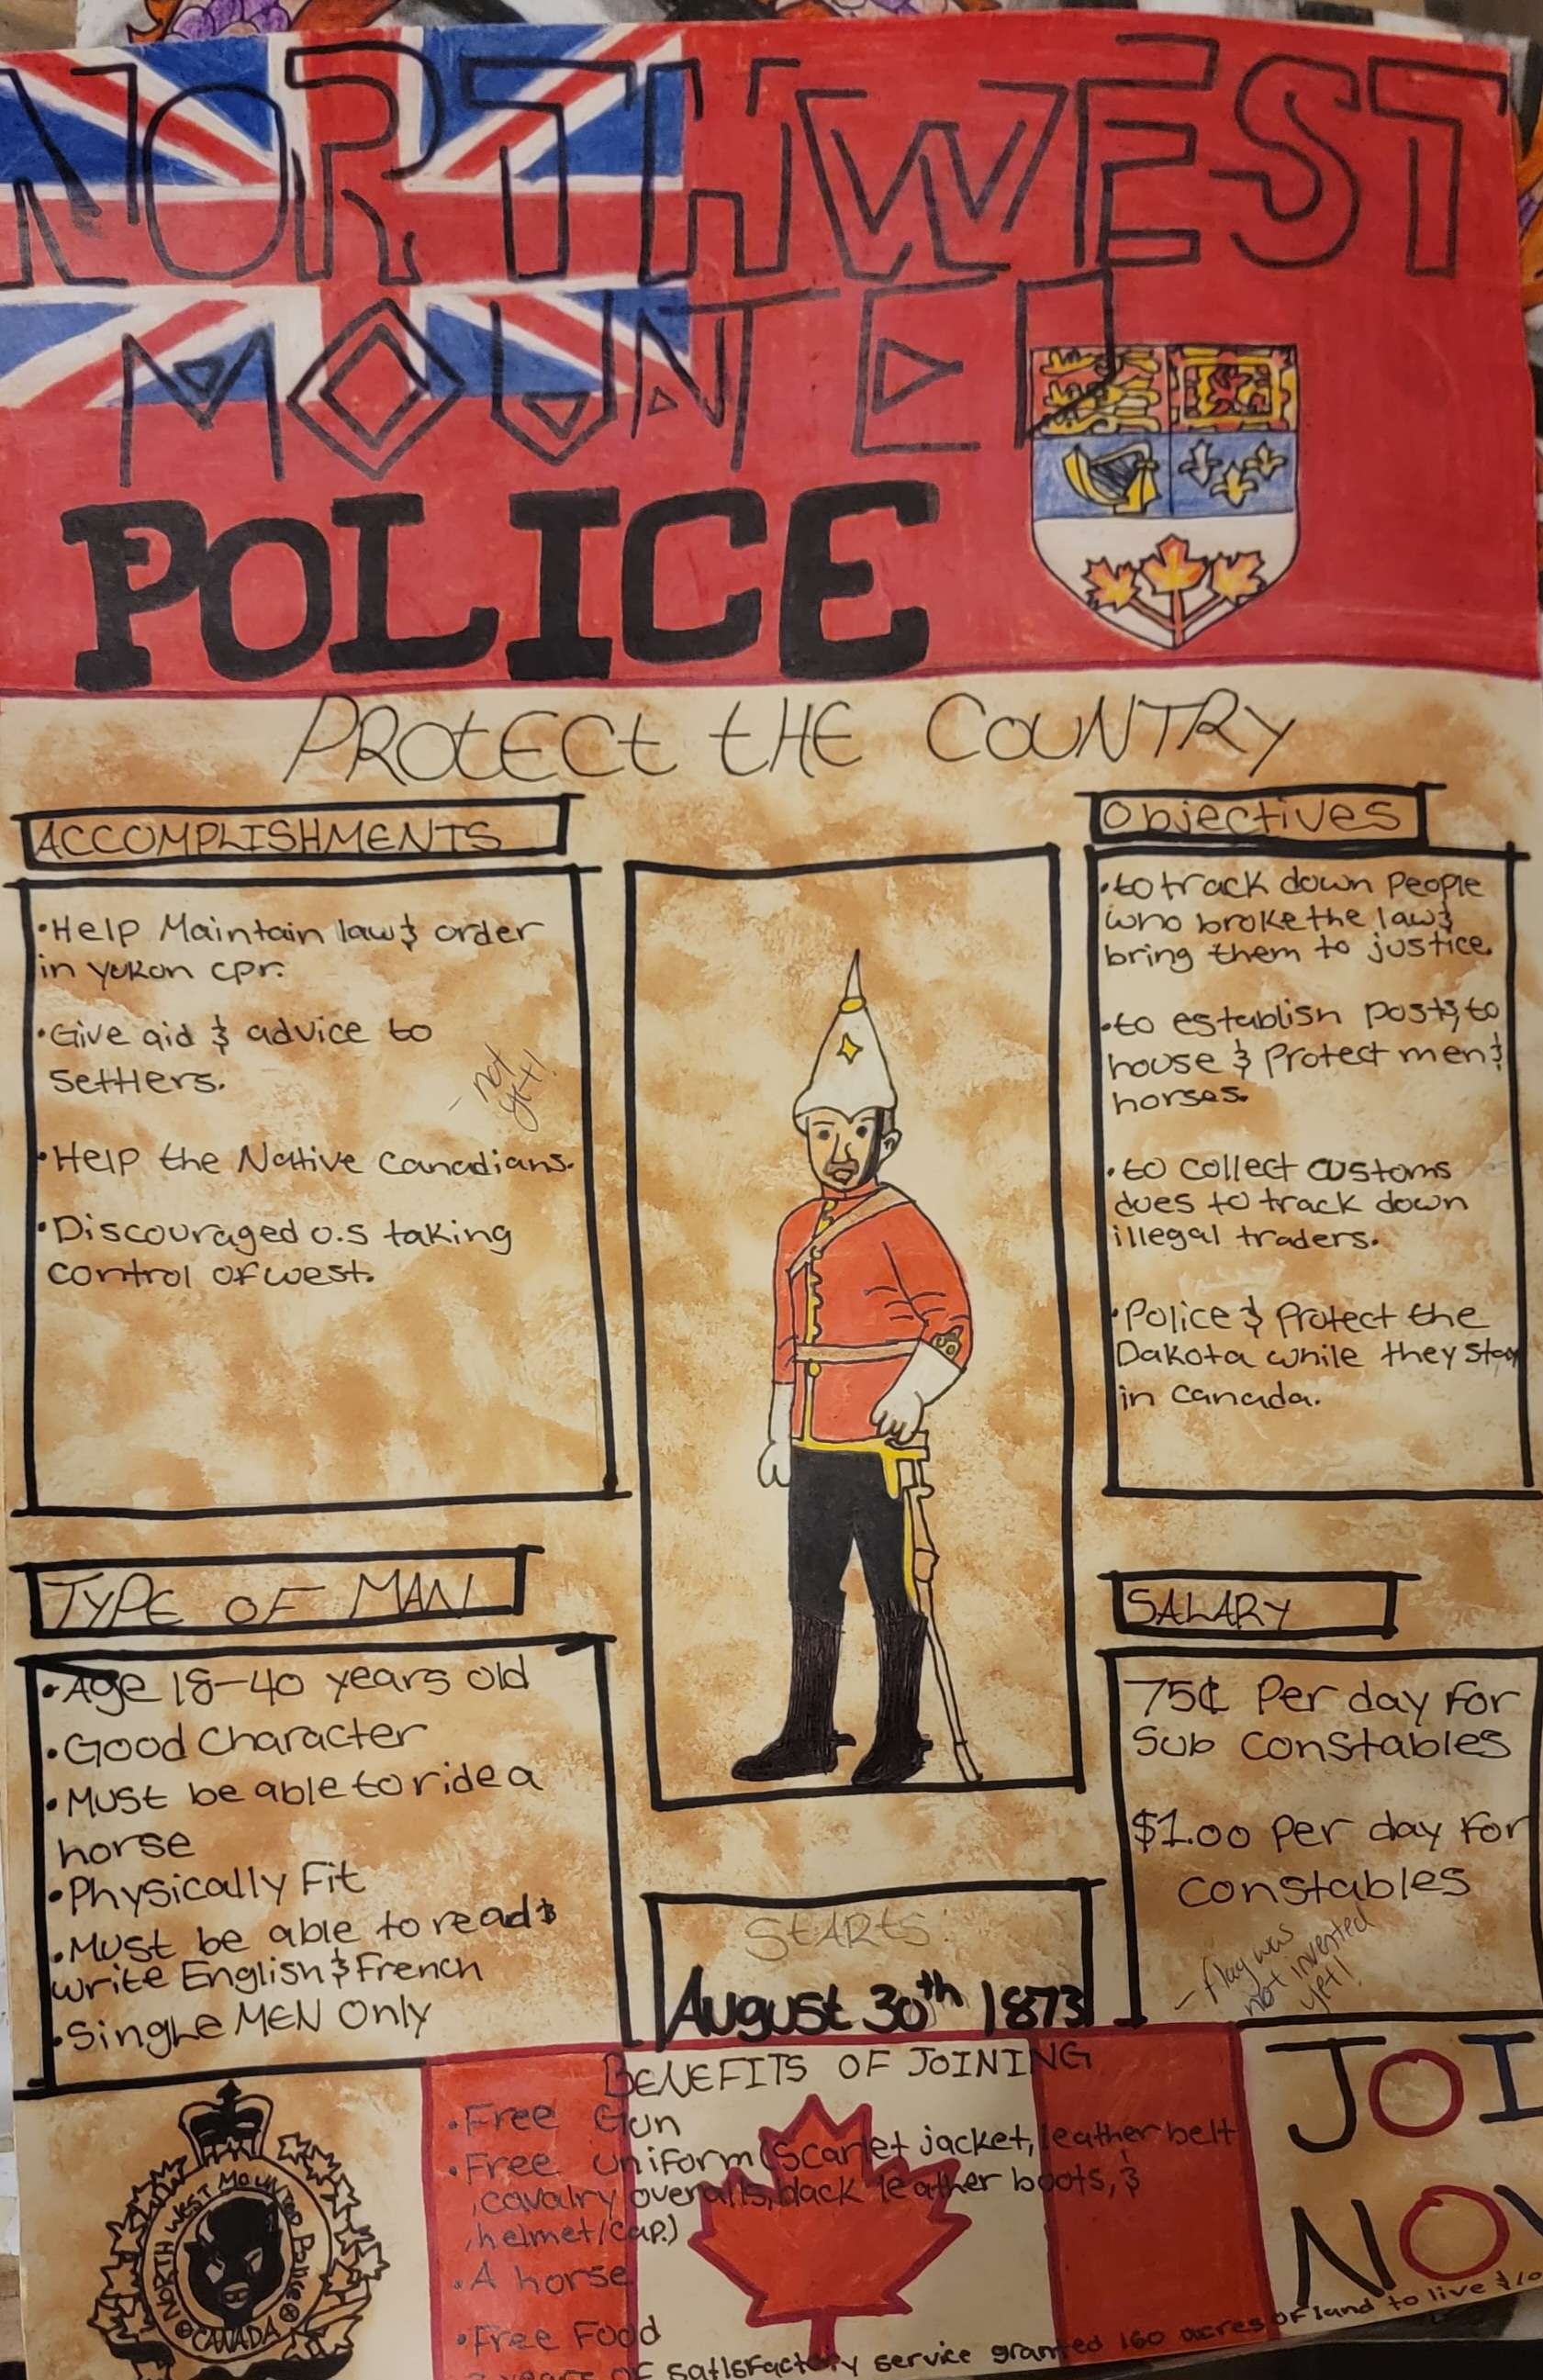 NORTHWEST
MOUNTED
POLICE
PROtECt tHE COUNTRY
ACCOMPLISHMENTS
•Help Maintain law & order
in yukon cpr.
•Give aid & advice to
settlers.
- not
yet!
•Help the Native Canadians.
•Discouraged U.S taking
control of west.
Objectives
•to track down people
who broke the law &
bring them to justice.
•to establish posts, to
house & protect men &
horses.
•to collect customs
dues to track down
illegal traders.
•Police & protect the
Dakota while they stay
in Canada.
TYPE OF MAN
•Age 18-40 years old
•Good Character
•Must be able to ride a
horse
•Physically Fit
•Must be able to read &
write English & French
•Single MEN Only
SALARY
75¢ Per day for
Sub Constables
$1.00 per day for
Constables
- flag was
not invented
yet!
STARTS:
August 30th 1873
BENEFITS OF JOINING
•Free Gun
•Free Uniform (scarlet jacket, leather belt
,cavalry overalls, black leather boots, &
,helmet/cap.)
•A horse
•Free Food
years of satisfactory service granted 160 acres of land to live
JOI
NO
NORTH WEST MOUNTED POLICE
CANADA